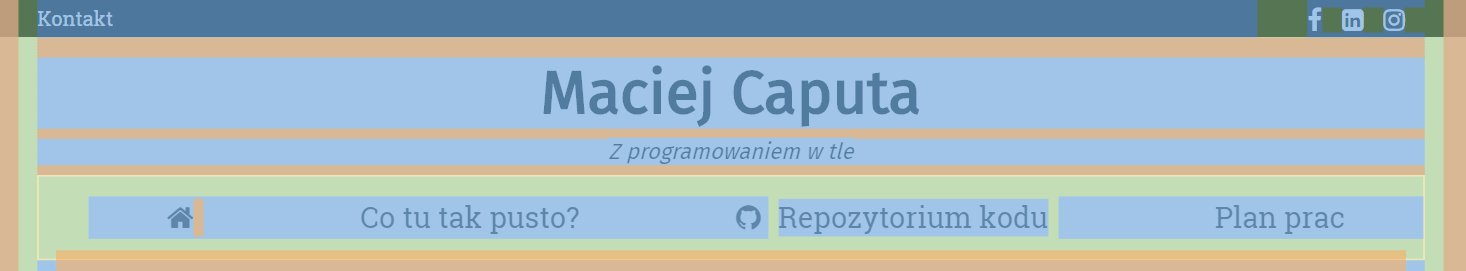 Kontakt
Maciej Caputa
Z programowaniem w tle
Co tu tak pusto? Repozytorium kodu Plan prac